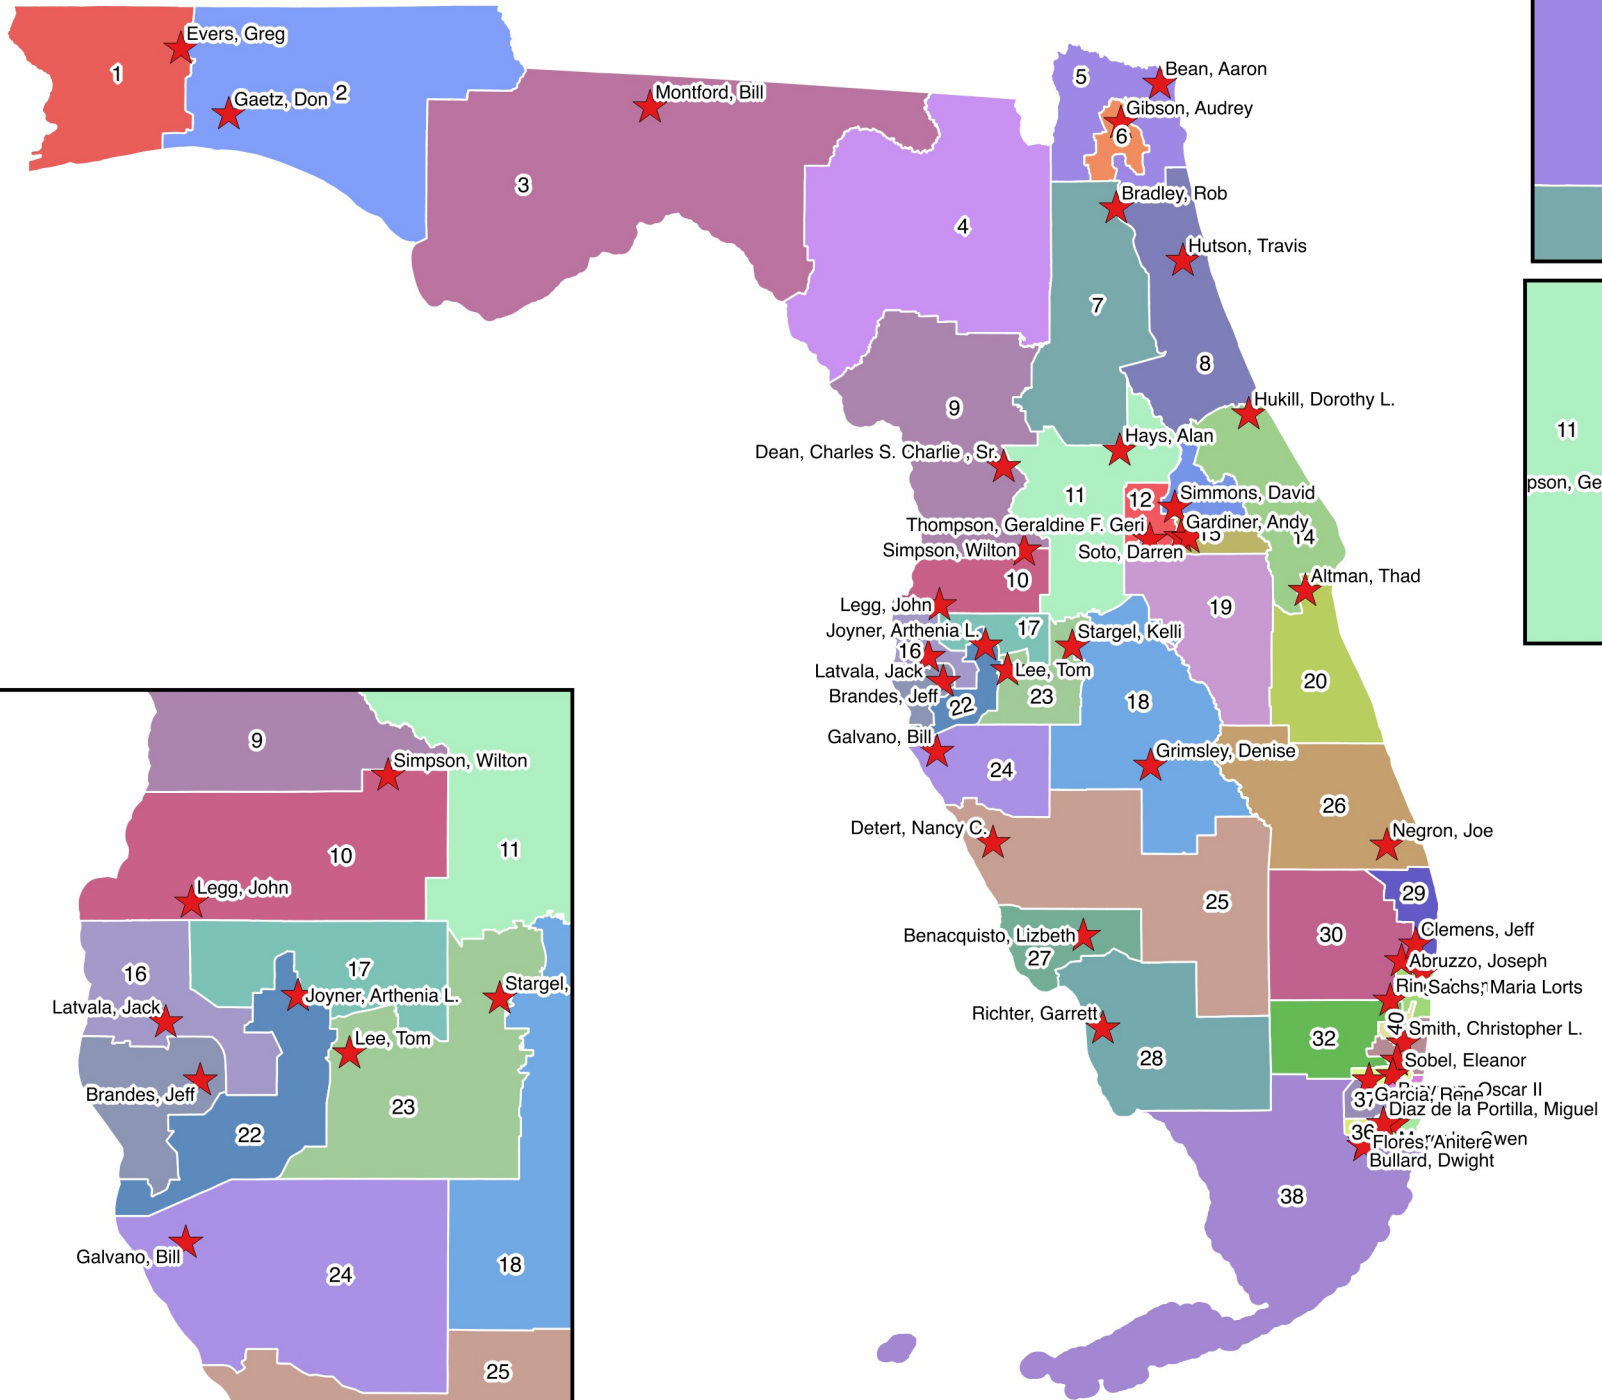 Evers, Greg
1
Gaetz, Don
2
Montford, Bill
3
4
5
Bean, Aaron
Gibson, Audrey
6
Bradley, Rob
Hutson, Travis
7
8
9
Hukill, Dorothy L.
Hays, Alan
Dean, Charles S. Charlie , Sr.
11
12
Simmons, David
Thompson, Geraldine F. Geri
Gardiner, Andy
15
14
Simpson, Wilton
Soto, Darren
10
Altman, Thad
Legg, John
19
Joyner, Arthenia L.
17
Stargel, Kelli
16
Latvala, Jack
Lee, Tom
20
Brandes, Jeff
22
23
18
Galvano, Bill
Grimsley, Denise
24
26
Detert, Nancy C.
Negron, Joe
29
25
30
Clemens, Jeff
Benacquisto, Lizbeth
27
Abruzzo, Joseph
Sachs, Maria Lorts
Richter, Garrett
40
Smith, Christopher L.
32
28
Sobel, Eleanor
Oscar II
37
Garcia, Rene
Diaz de la Portilla, Miguel
36
Flores, Anitere
Bullard, Dwight
38
11
pson, Ge
9
Simpson, Wilton
10
11
Legg, John
16
17
Latvala, Jack
Joyner, Arthenia L.
Stargel,
Lee, Tom
Brandes, Jeff
23
22
Galvano, Bill
24
18
25